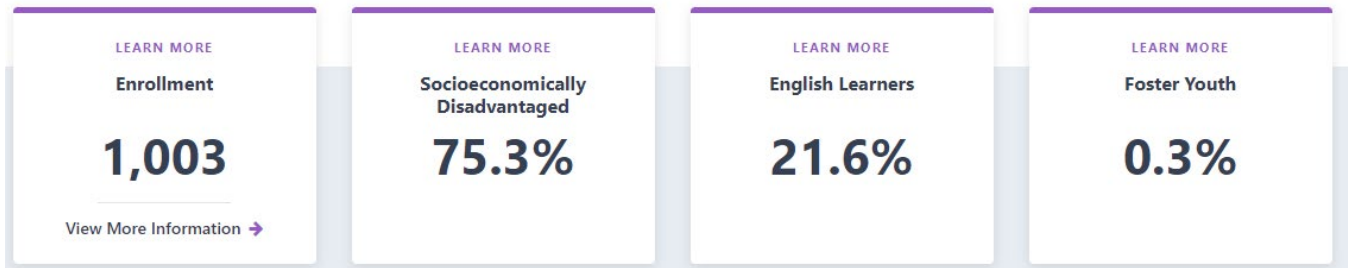 LEARN MORE
Enrollment
1,003
View More Information
LEARN MORE
Socioeconomically
Disadvantaged
75.3%
LEARN MORE
English Learners
21.6%
LEARN MORE
Foster Youth
0.3%